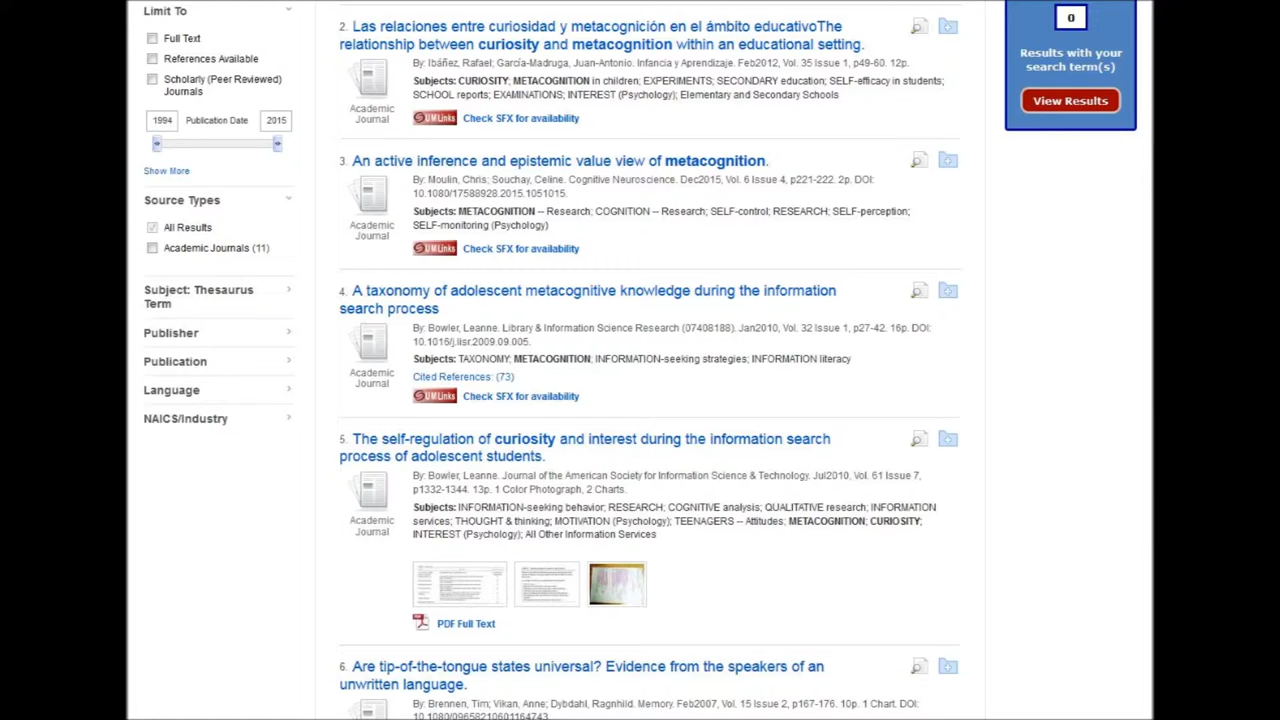 Limit To
Full Text
References Available
Scholarly (Peer Reviewed)
Journals
1994 Publication Date 2015
Show More
Source Types
All Results
Academic Journals (11)
Subject: Thesaurus
Term
Publisher
Publication
Language
NAICS/Industry
2. Las relaciones entre curiosidad y metacognición en el ámbito educativoThe
relationship between curiosity and metacognition within an educational setting.
By: Ibáñez, Rafael; García-Madruga, Juan-Antonio. Infancia y Aprendizaje. Feb2012, Vol. 35 Issue 1, p49-60. 12p.
Subjects: CURIOSITY; METACOGNITION in children; EXPERIMENTS; SECONDARY education; SELF-efficacy in students;
SCHOOL reports; EXAMINATIONS; INTEREST (Psychology); Elementary and Secondary Schools
Academic
Journal
UMLinks Check SFX for availability
3. An active inference and epistemic value view of metacognition.
By: Moulin, Chris; Souchay, Celine. Cognitive Neuroscience. Dec2015, Vol. 6 Issue 4, p221-222. 2p. DOI:
10.1080/17588928.2015.1051015.
Subjects: METACOGNITION -- Research; COGNITION -- Research; SELF-control; RESEARCH; SELF-perception;
SELF-monitoring (Psychology)
Academic
Journal
UMLinks Check SFX for availability
4. A taxonomy of adolescent metacognitive knowledge during the information
search process
By: Bowler, Leanne. Library & Information Science Research (07408188). Jan2010, Vol. 32 Issue 1, p27-42. 16p. DOI:
10.1016/j.lisr.2009.09.005.
Subjects: TAXONOMY; METACOGNITION; INFORMATION-seeking strategies; INFORMATION literacy
Academic
Journal
Cited References: (73)
UMLinks Check SFX for availability
5. The self-regulation of curiosity and interest during the information search
process of adolescent students.
By: Bowler, Leanne. Journal of the American Society for Information Science & Technology. Jul2010, Vol. 61 Issue 7,
p1332-1344. 13p. 1 Color Photograph, 2 Charts.
Subjects: INFORMATION-seeking behavior; RESEARCH; COGNITIVE analysis; QUALITATIVE research; INFORMATION
services; THOUGHT & thinking; MOTIVATION (Psychology); TEENAGERS -- Attitudes; METACOGNITION; CURIOSITY;
INTEREST (Psychology); All Other Information Services
Academic
Journal
PDF Full Text
6. Are tip-of-the-tongue states universal? Evidence from the speakers of an
unwritten language.
By: Brennen, Tim; Vikan, Anne; Dybdahl, Ragnhild. Memory. Feb2007, Vol. 15 Issue 2, p167-176. 10p. 1 Chart. DOI:
10.1080/09658210601164743.
0
Results with your
search term(s)
View Results